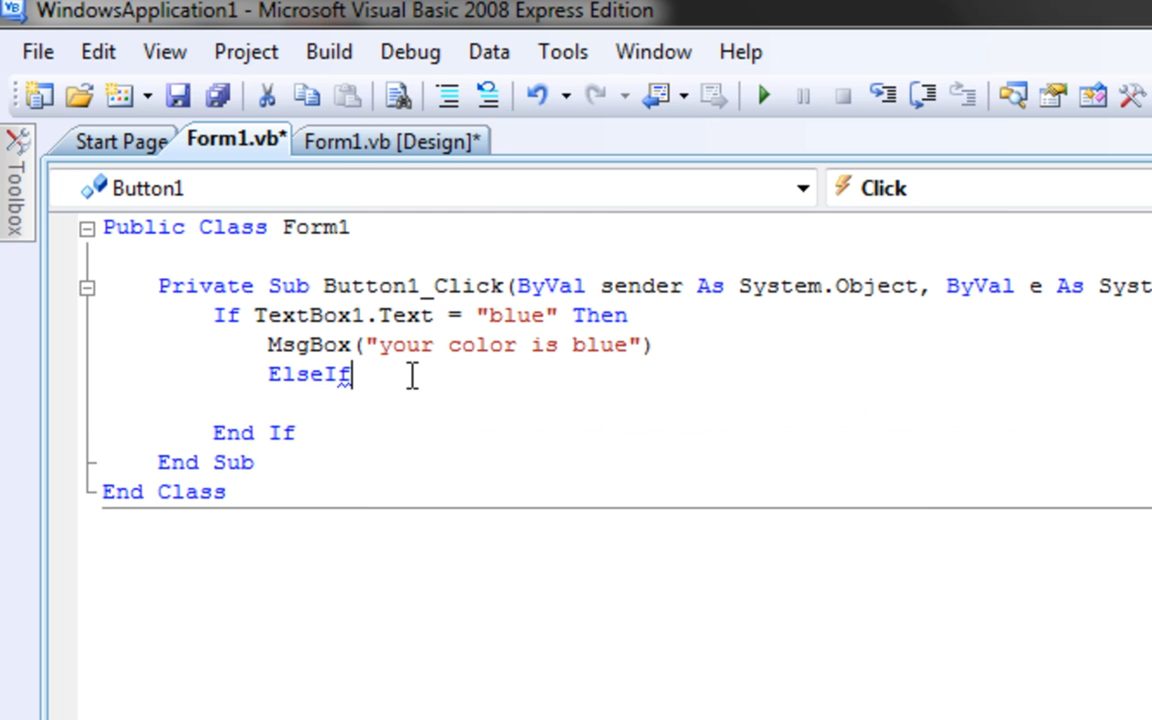 WindowsApplication1 - Microsoft Visual Basic 2008 Express Edition
File Edit View Project Build Debug Data Tools Window Help
Toolbox
Start Page Form1.vb* Form1.vb [Design]*
Button1 Click
Public Class Form1
Private Sub Button1_Click(ByVal sender As System.Object, ByVal e As Syst
If TextBox1.Text = "blue" Then
MsgBox("your color is blue")
ElseIf
End If
End Sub
End Class